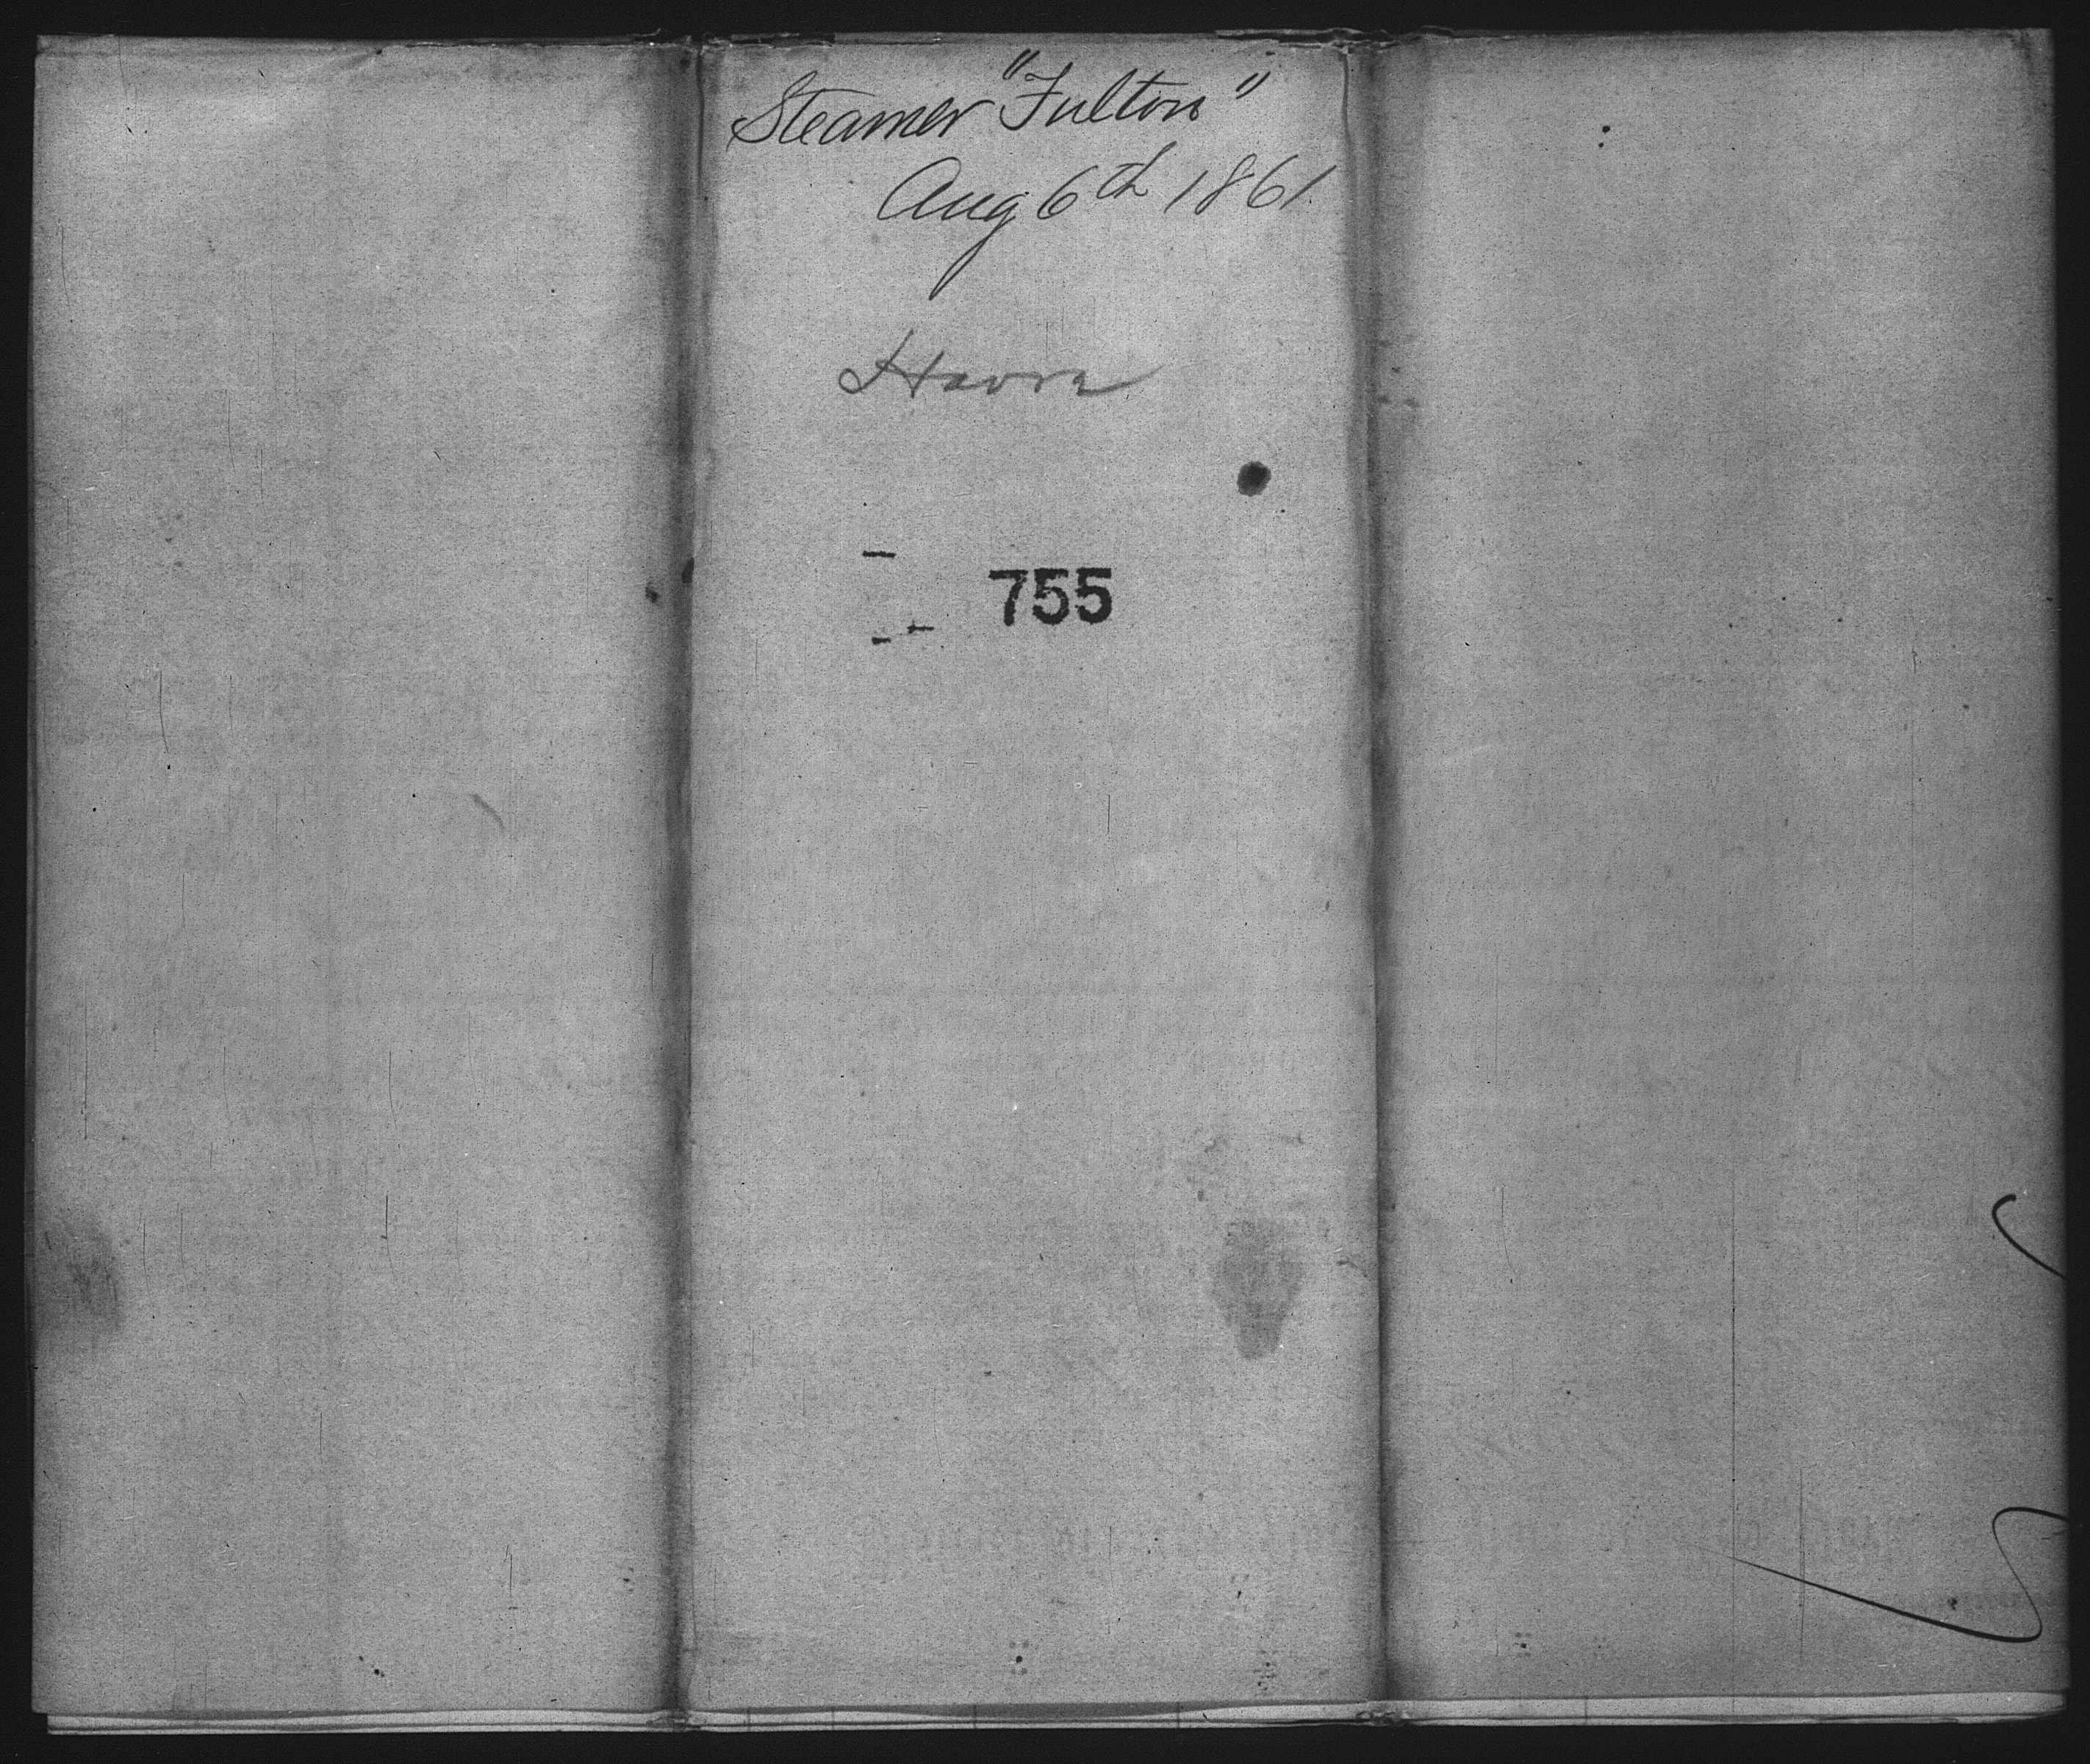 Steamer "Fulton"
Aug 6th 1861
Havre
755